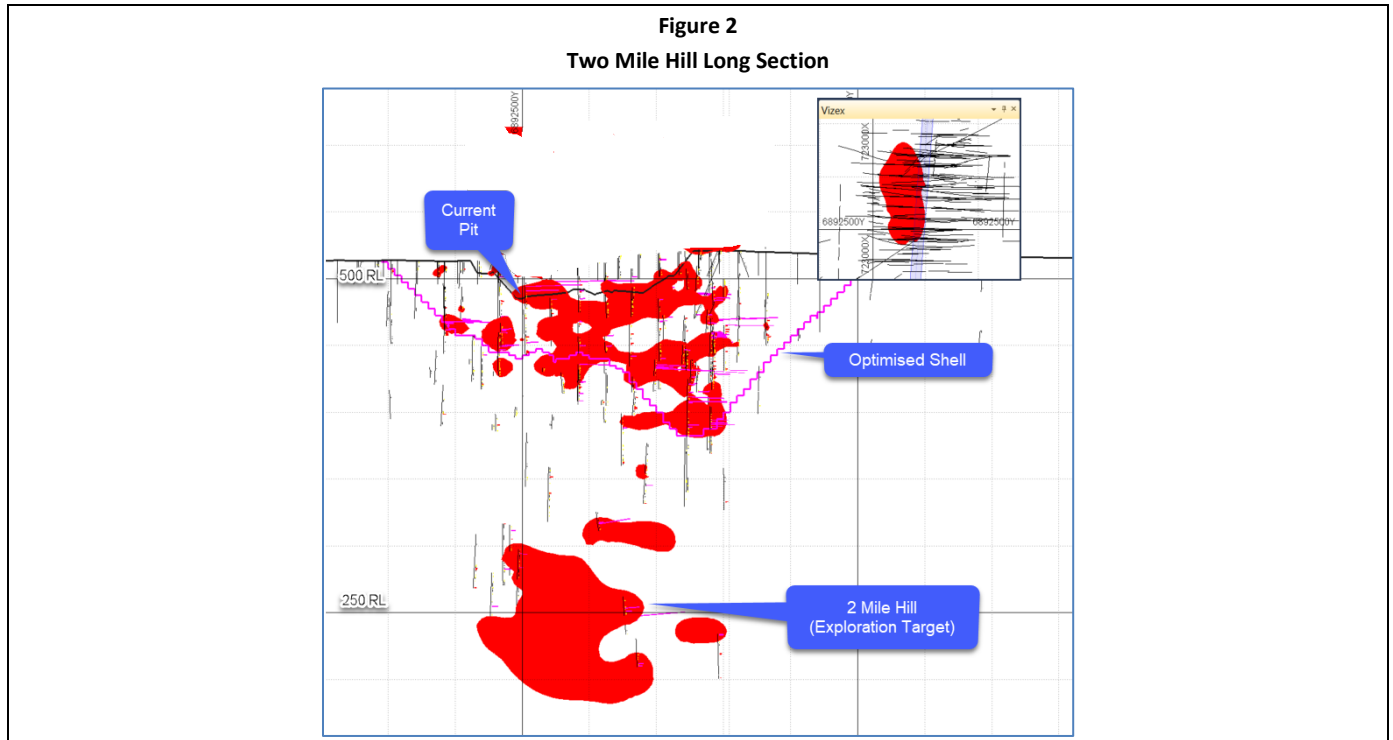 Figure 2
Two Mile Hill Long Section
6892500Y
Vizex
723000X
6892500Y
6892500Y
723000X
Current
Pit
500 RL
Optimised Shell
250 RL
2 Mile Hill
(Exploration Target)